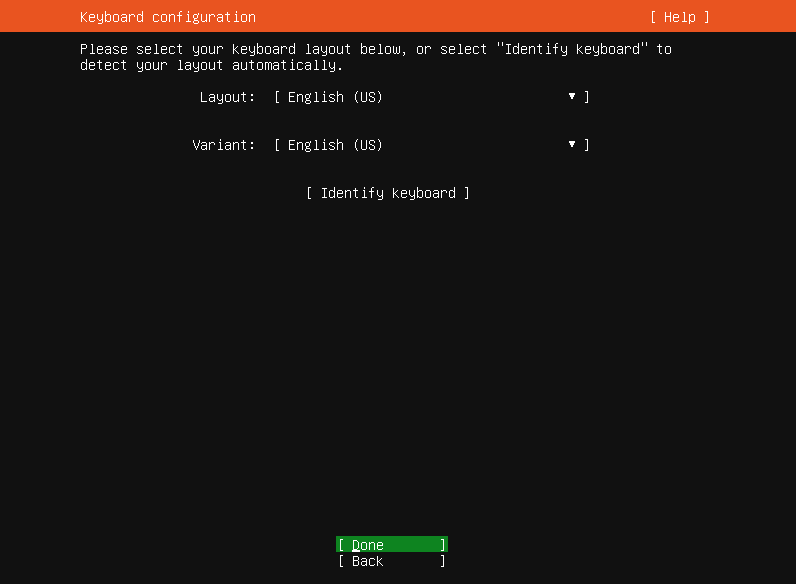 Keyboard configuration [ Help ]
Please select your keyboard layout below, or select "Identify keyboard" to
detect your layout automatically.
Layout: [ English (US) ▼ ]
Variant: [ English (US) ▼ ]
[ Identify keyboard ]
[ Done ]
[ Back ]